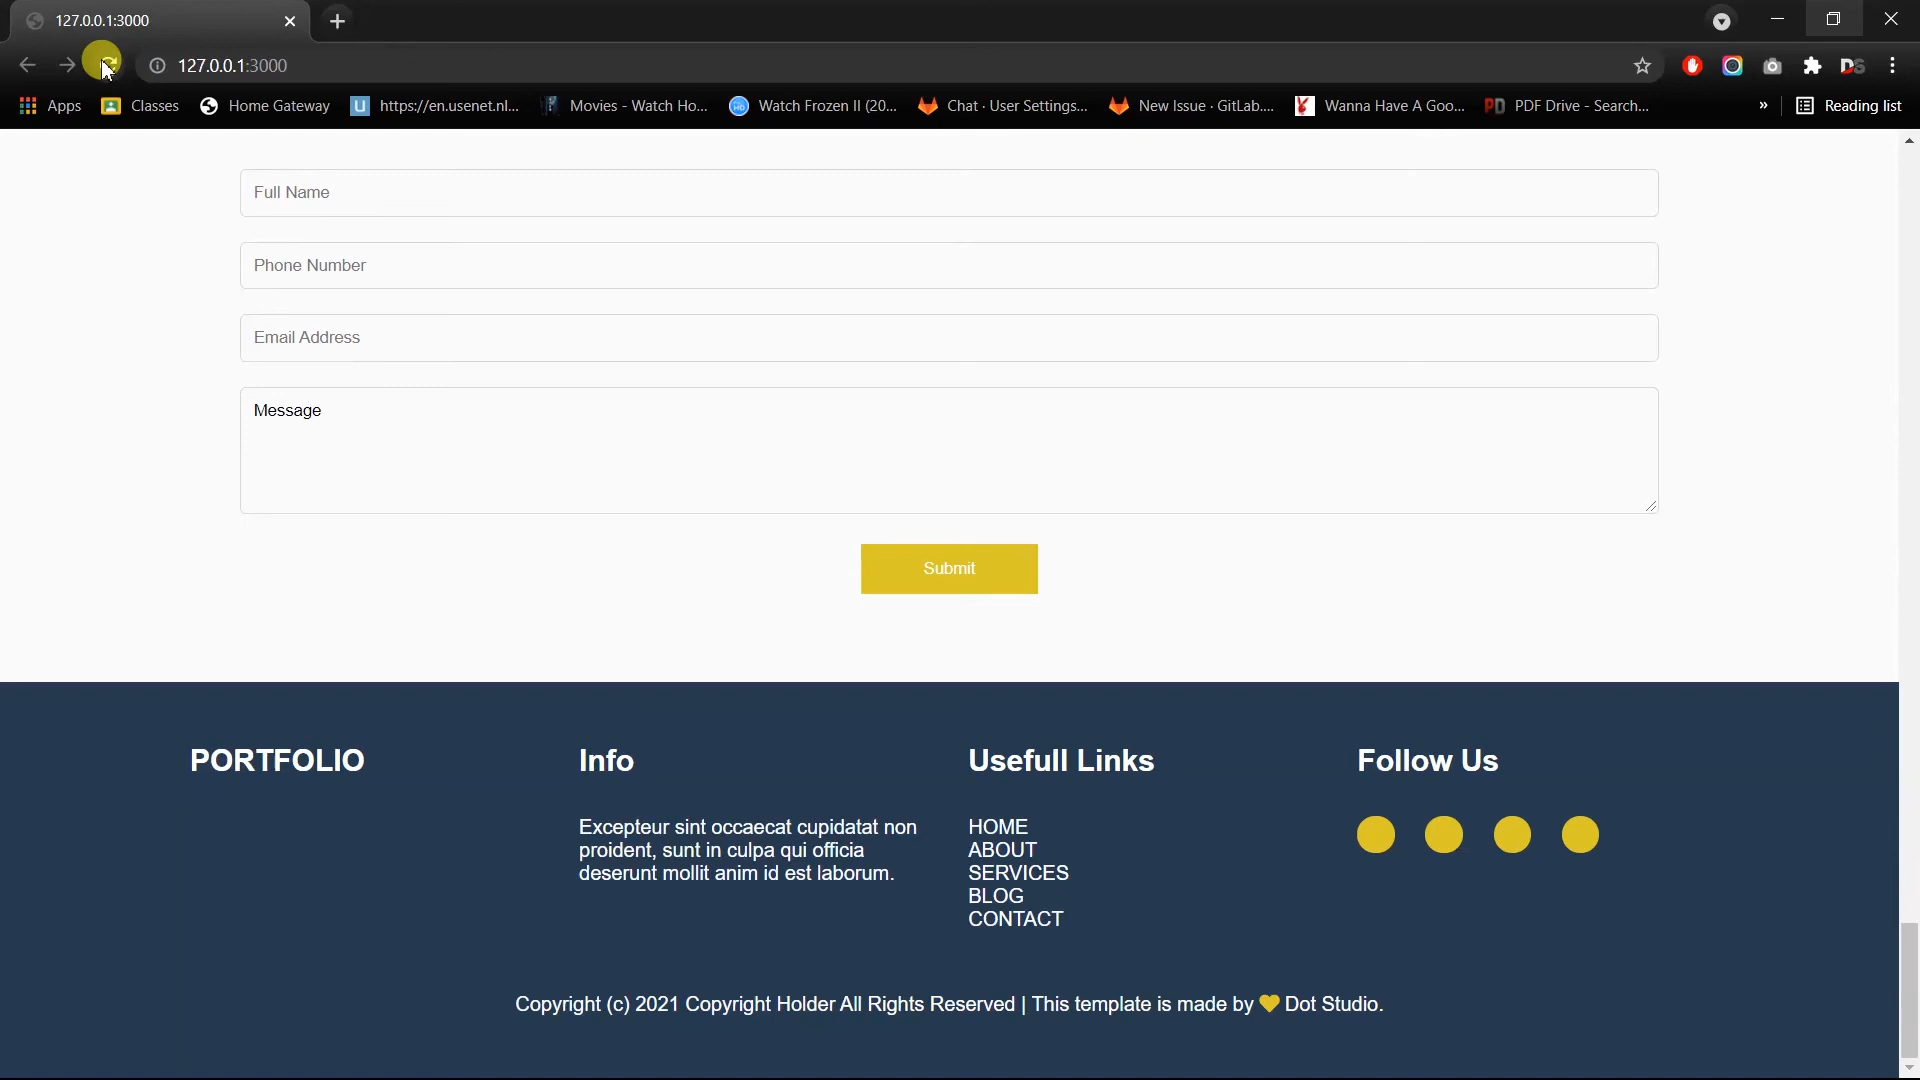 127.0.0.1:3000
127.0.0.1:3000
Apps Classes Home Gateway U https://en.usenet.nl... Movies - Watch Ho... HD Watch Frozen II (20... Chat · User Settings... New Issue · GitLab.... Wanna Have A Goo... PD PDF Drive - Search... » Reading list
Full Name
Phone Number
Email Address
Message
Submit
PORTFOLIO
Info
Excepteur sint occaecat cupidatat non
proident, sunt in culpa qui officia
deserunt mollit anim id est laborum.
Usefull Links
HOME
ABOUT
SERVICES
BLOG
CONTACT
Follow Us
Copyright (c) 2021 Copyright Holder All Rights Reserved | This template is made by 💛 Dot Studio.